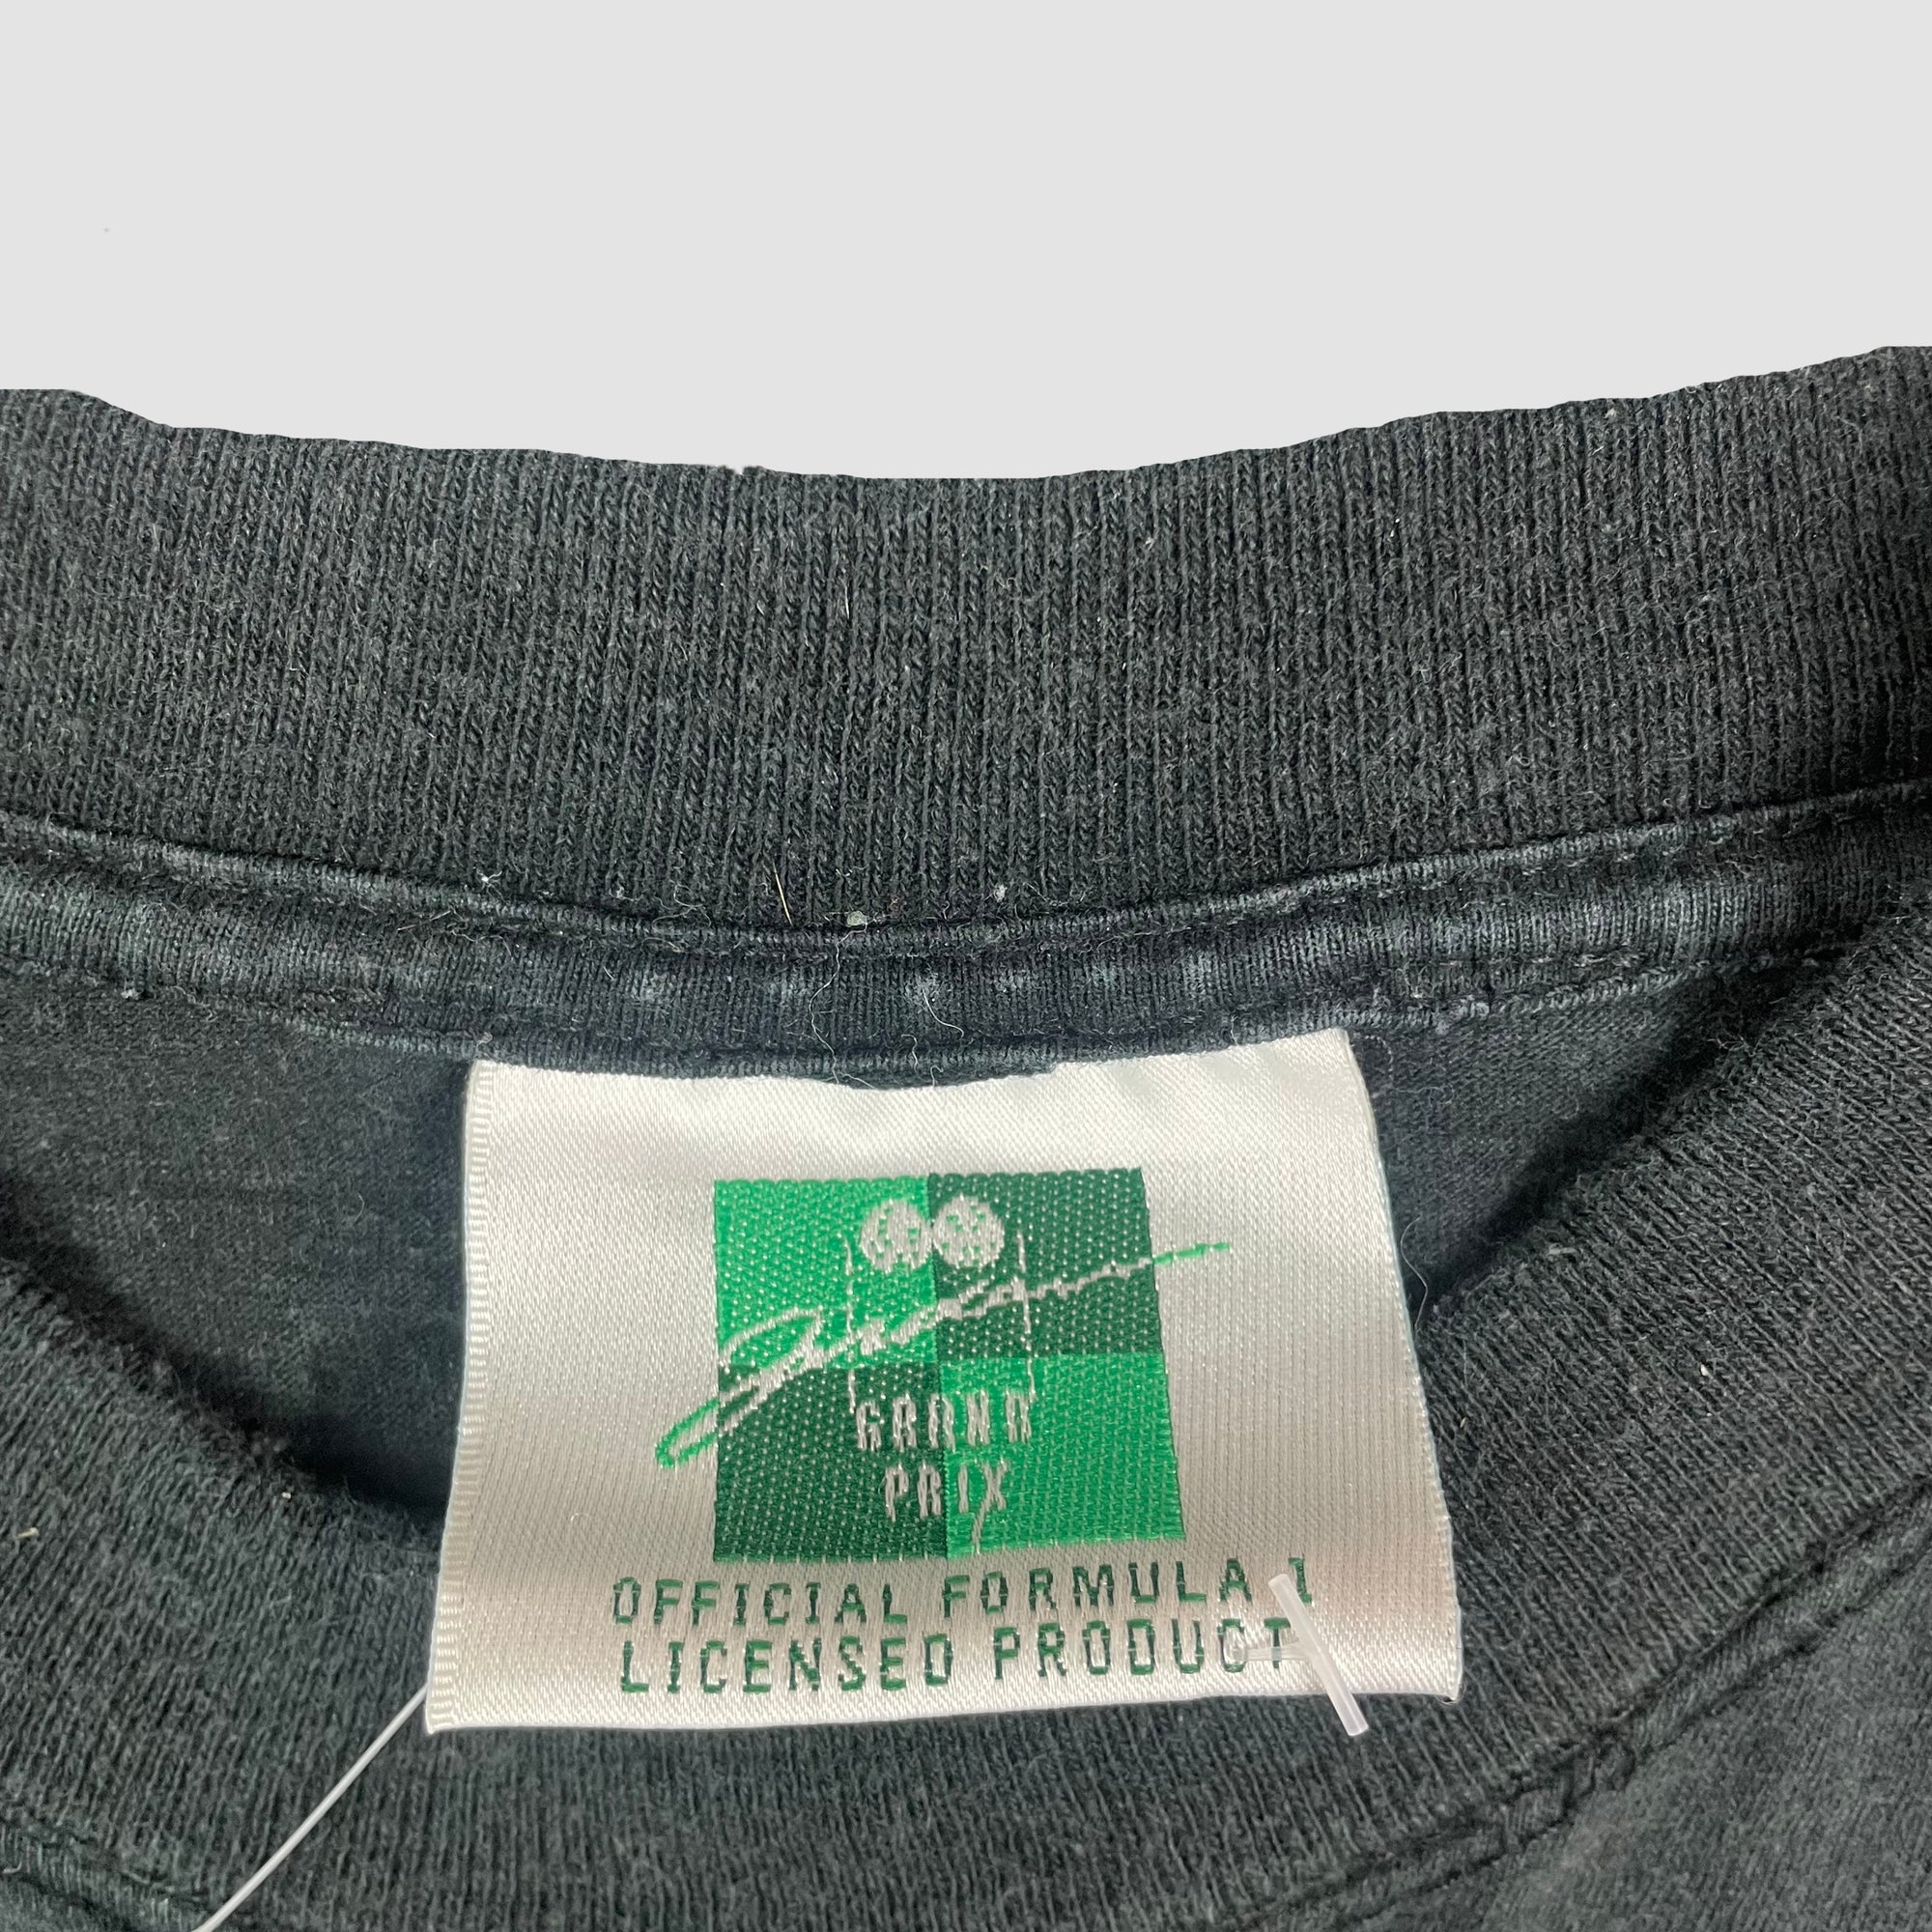 GRAND
PRIX
OFFICIAL FORMULA 1
LICENSED PRODUCT